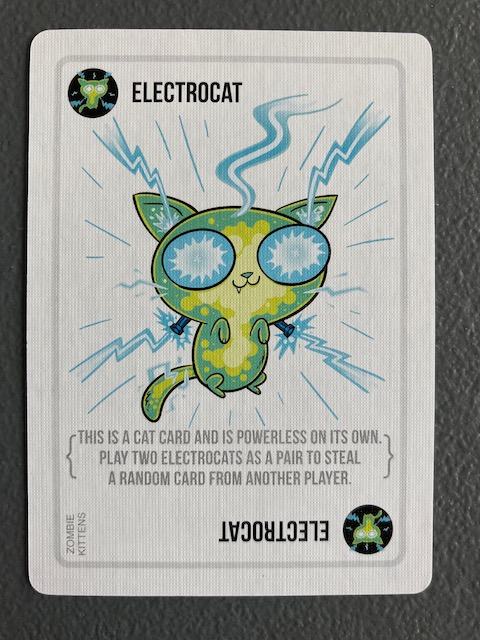 ELECTROCAT
THIS IS A CAT CARD AND IS POWERLESS ON ITS OWN.
PLAY TWO ELECTROCATS AS A PAIR TO STEAL
A RANDOM CARD FROM ANOTHER PLAYER.
ZOMBIE
KITTENS
ELECTROCAT